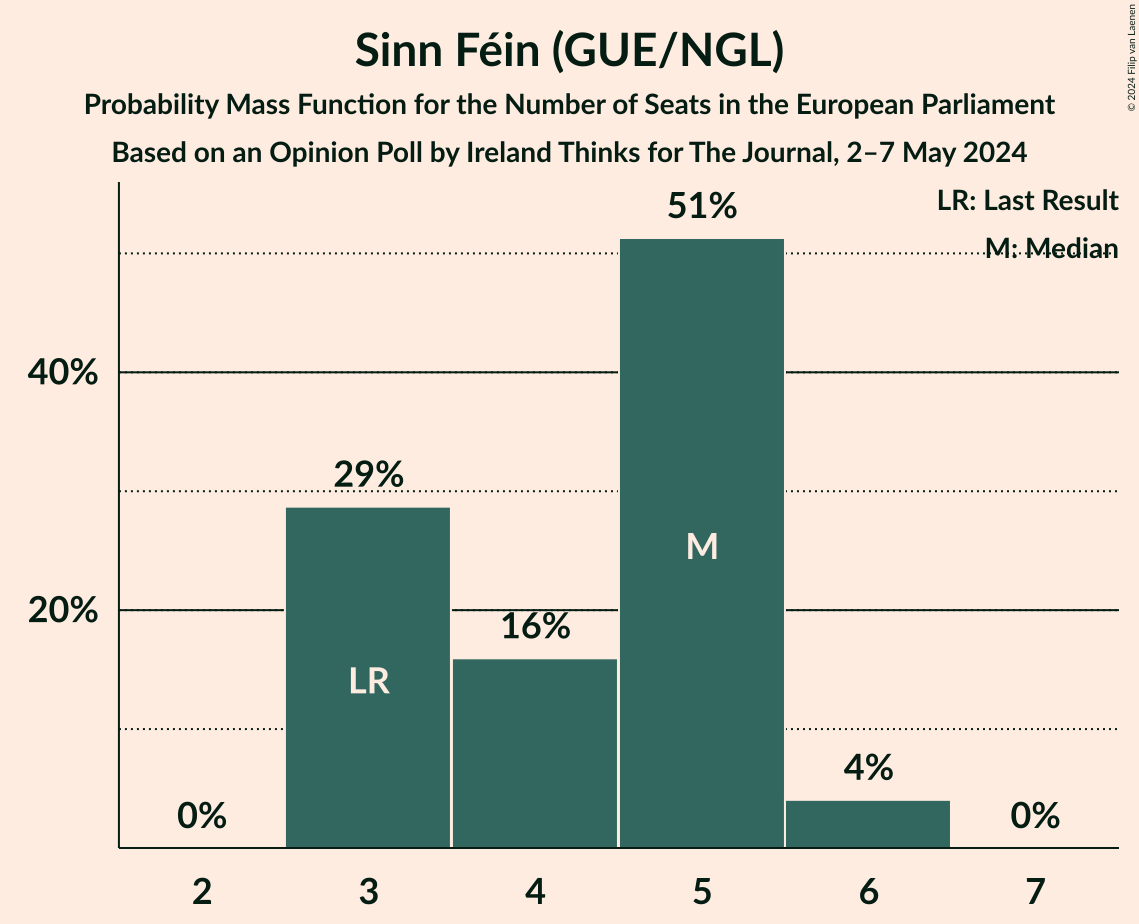 Sinn Féin (GUE/NGL)
Probability Mass Function for the Number of Seats in the European Parliament
Based on an Opinion Poll by Ireland Thinks for The Journal, 2–7 May 2024
© 2024 Filip van Laenen
LR: Last Result
M: Median
51%
40%
29%
M
20%
16%
LR
4%
0%
0%
2 3 4 5 6 7